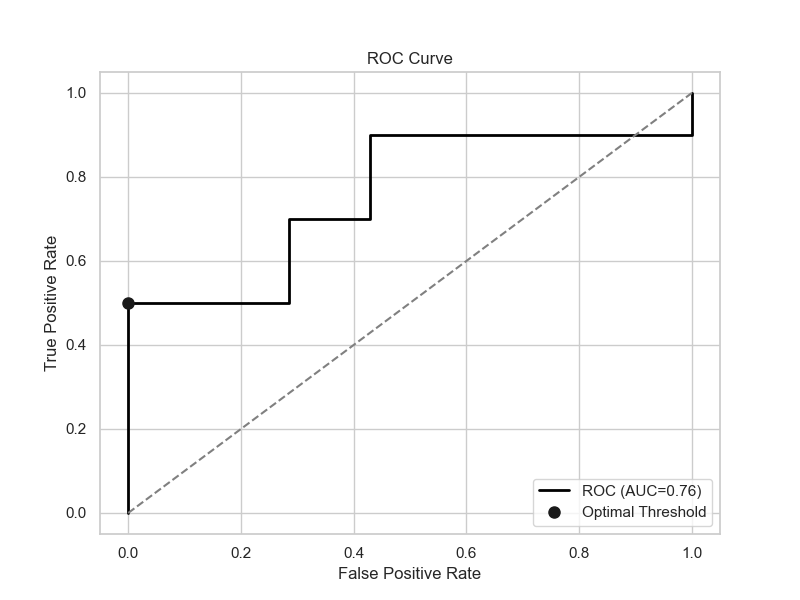 ROC Curve
True Positive Rate
1.0
0.8
0.6
0.4
0.2
0.0
ROC (AUC=0.76)
Optimal Threshold
0.0 0.2 0.4 0.6 0.8 1.0
False Positive Rate